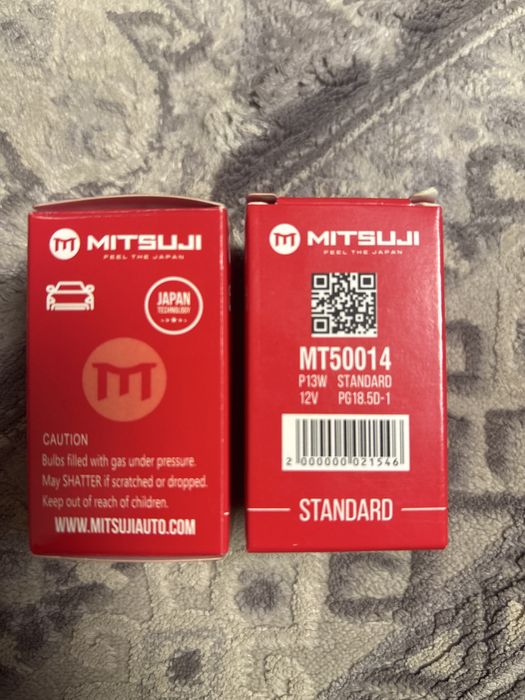 MITSUJI
FEEL THE JAPAN
JAPAN
TECHNOLOGY
CAUTION
Bulbs filled with gas under pressure.
May SHATTER if scratched or dropped.
Keep out of reach of children.
WWW.MITSUJIAUTO.COM
MITSUJI
FEEL THE JAPAN
MT50014
P13W STANDARD
12V PG18.5D-1
2 000000 021546
STANDARD